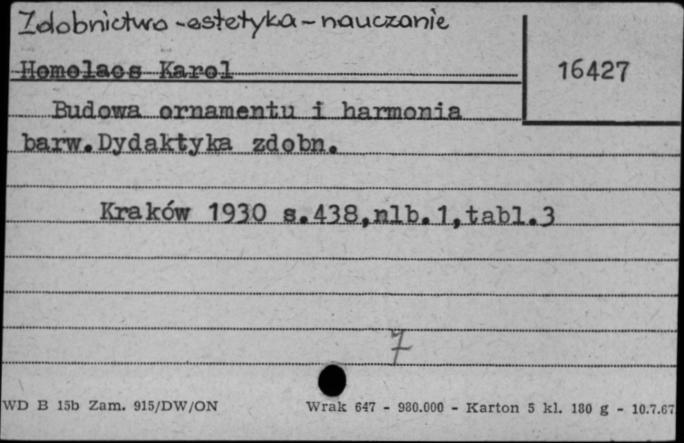 Zdobnictwo - estetyka - nauczanie
Homolacs Karol
16427
Budowa ornamentu i harmonia
barw.Dydaktyka zdobn.
Kraków 1930 s.438,nlb.1,tabl.3
7
WD B 15b Zam. 915/DW/ON
Wrak 647 - 980.000 - Karton 5 kl. 180 g - 10.7.67